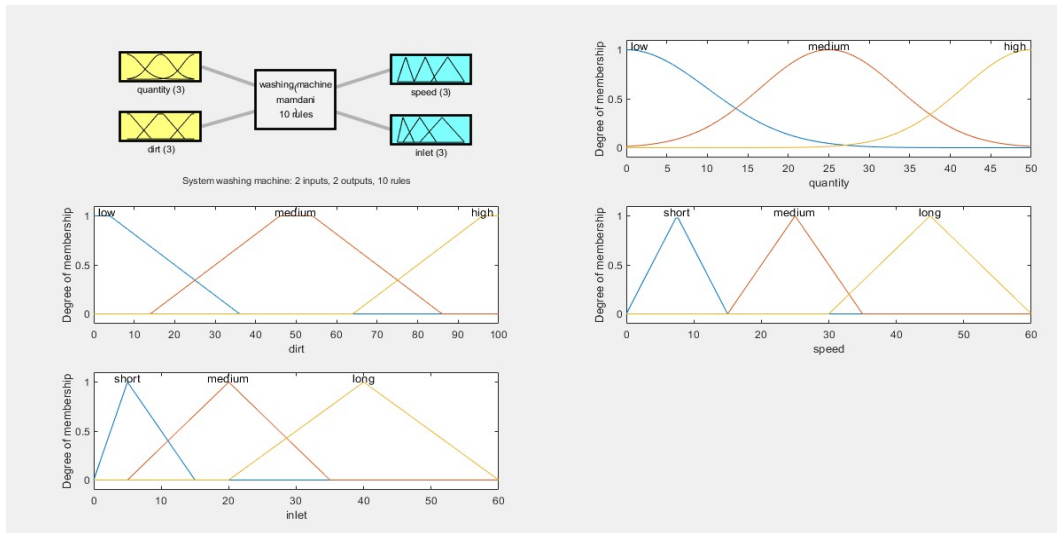 quantity (3)
dirt (3)
washing machine
(
mamdani
)
10 rules
speed (3)
inlet (3)
System washing machine: 2 inputs, 2 outputs, 10 rules
low medium high
Degree of membership
1
0.5
0
0 5 10 15 20 25 30 35 40 45 50
quantity
low medium high
Degree of membership
1
0.5
0
0 10 20 30 40 50 60 70 80 90 100
dirt
short medium long
Degree of membership
1
0.5
0
0 10 20 30 40 50 60
speed
short medium long
Degree of membership
1
0.5
0
0 10 20 30 40 50 60
inlet